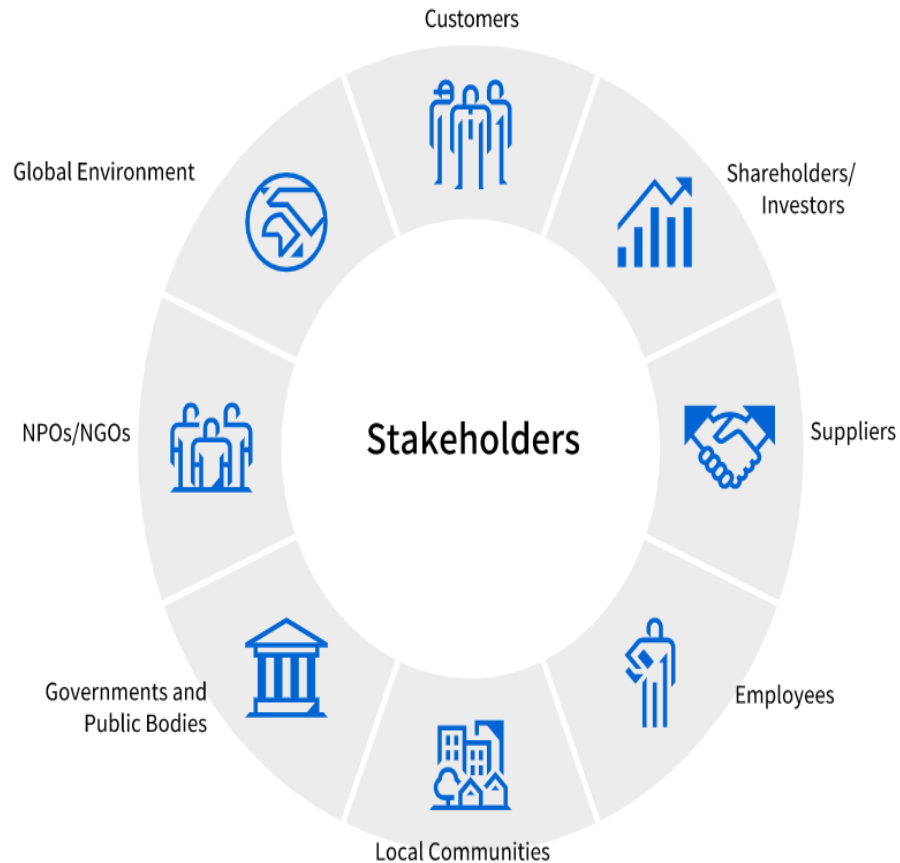 Customers
Global Environment
Shareholders/
Investors
NPOs/NGOs
Stakeholders
Suppliers
Governments and
Public Bodies
Employees
Local Communities